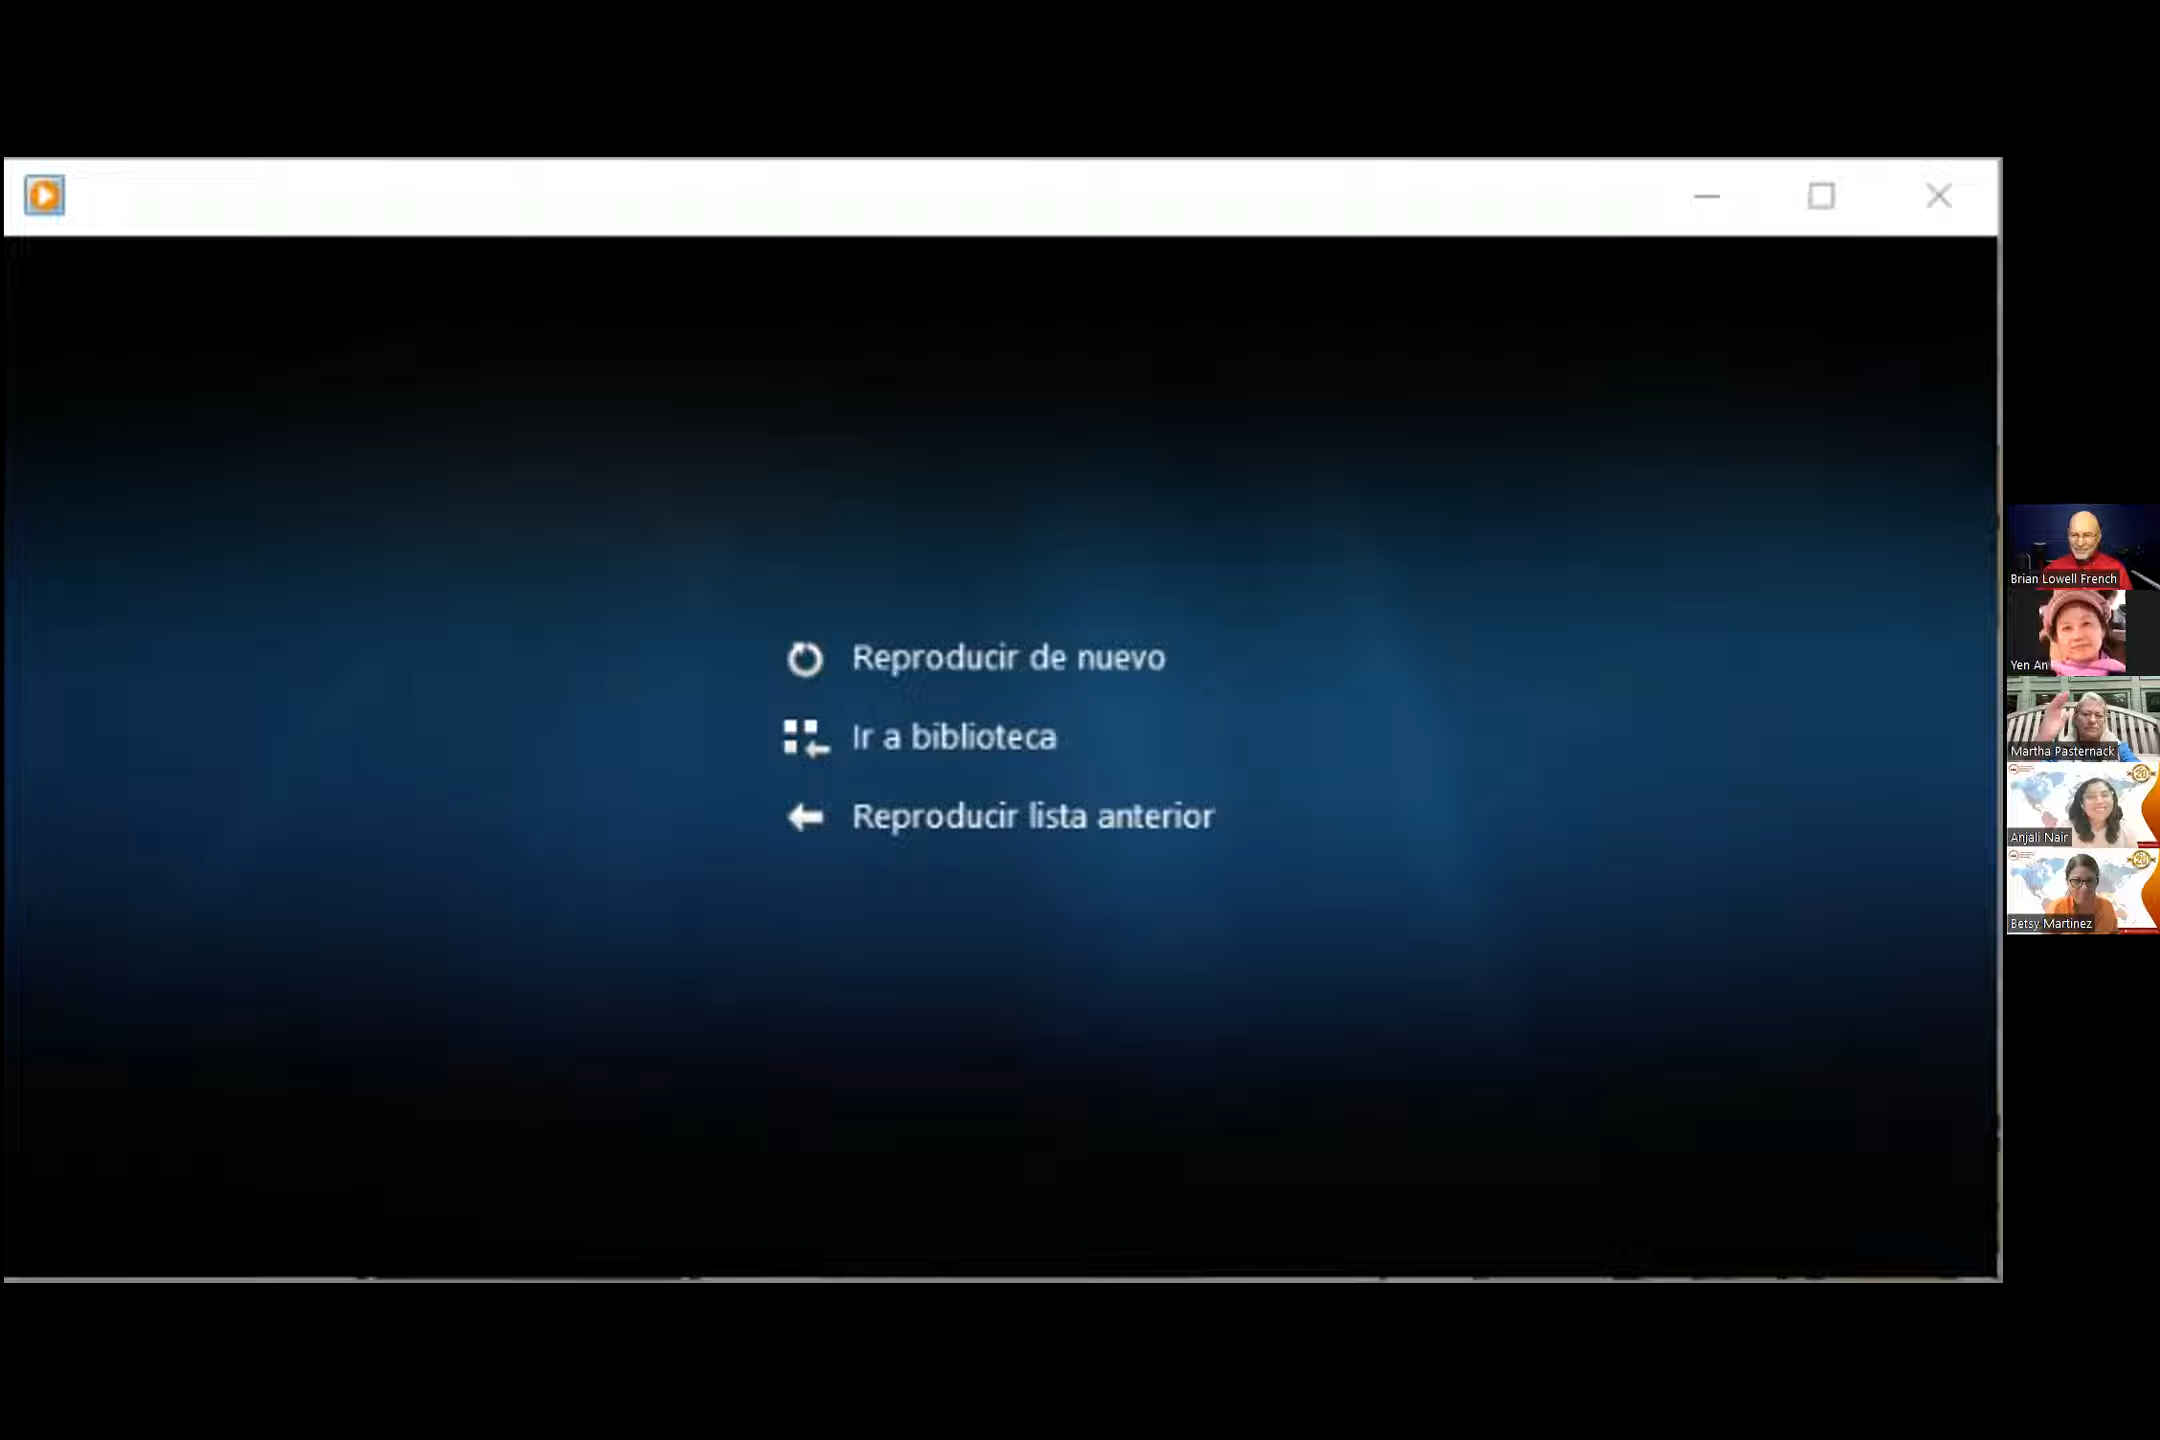 Reproducir de nuevo
Ir a biblioteca
Reproducir lista anterior
Brian Lowell French
Yen An
Martha Pasternack
Anjali Nair
Betsy Martinez